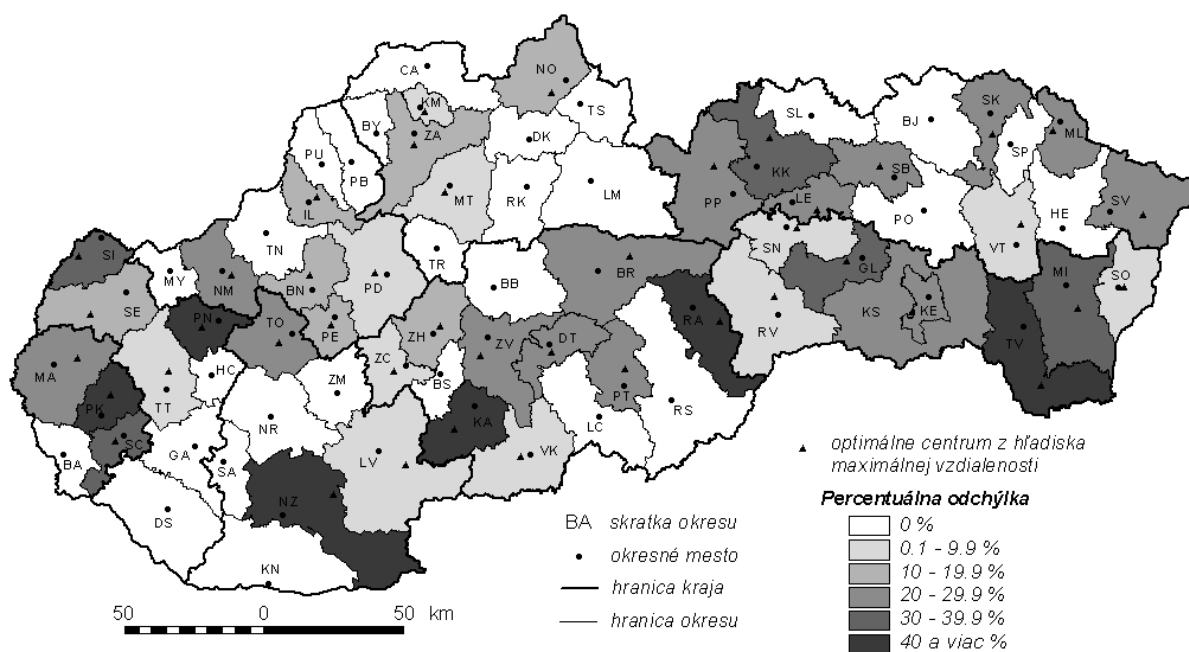 CA
NO
KM
TS
BY
ZA
DK
PU
PB
IL
MT
RK
LM
SL
BJ
SK
ML
SP
KK
SB
PP
LE
PO
HE
SV
VT
SN
TN
TR
BB
BR
SI
MY
NM
BN
PD
SE
GL
MI
SO
PN
TO
PE
ZH
RA
RV
KS
KE
TV
MA
TT
HC
ZM
ZC
ZV
DT
BS
PT
RS
PK
SC
NR
KA
LC
BA
GA
SA
LV
VK
DS
NZ
KN
optimálne centrum z hľadiska
maximálnej vzdialenosti
Percentuálna odchýlka
0 %
0.1 - 9.9 %
10 - 19.9 %
20 - 29.9 %
30 - 39.9 %
40 a viac %
BA skratka okresu
okresné mesto
hranica kraja
hranica okresu
50 0 50 km